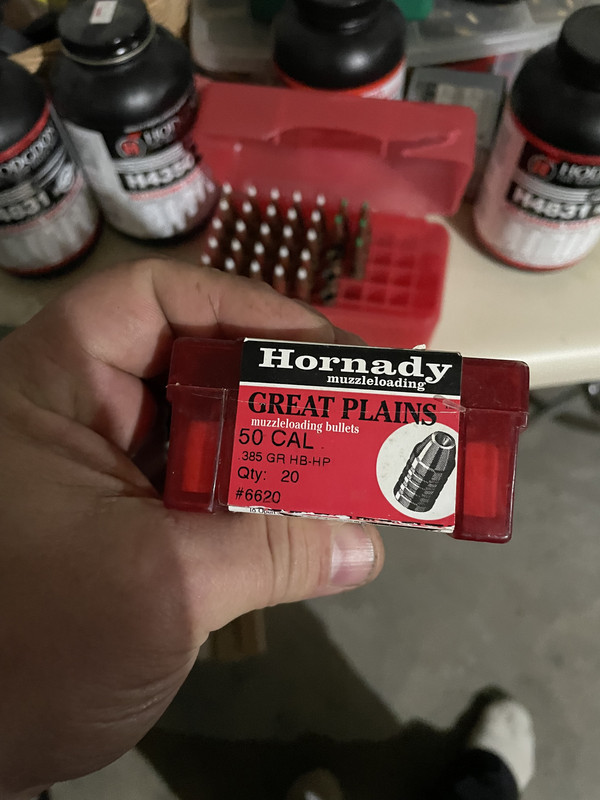 H4831
H4350
H4831
Hornady
muzzleloading
GREAT PLAINS
muzzleloading bullets
50 CAL.
.385 GR HB-HP
Qty: 20
#6620